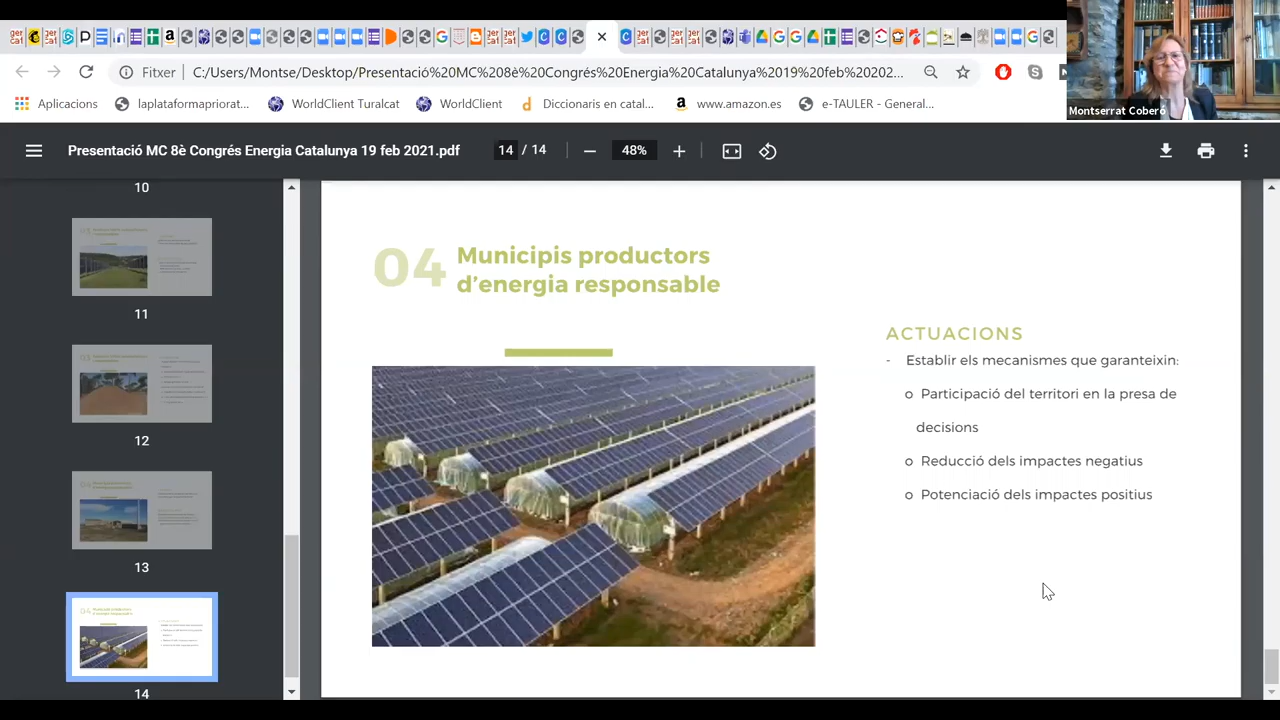 Fitxer
C:/Users/Montse/Desktop/Presentació%20MC%208è%20Congrés%20Energia%20Catalunya%2019%20feb%20202...
Montserrat Coberó
Aplicacions
laplataformapriorat...
WorldClient Turalcat
WorldClient
Diccionaris en catal...
www.amazon.es
e-TAULER - General...
Presentació MC 8è Congrés Energia Catalunya 19 feb 2021.pdf
14 / 14
48%
10
11
12
13
14
04 Municipis productors
d'energia responsable
ACTUACIONS
- Establir els mecanismes que garanteixin:
o Participació del territori en la presa de
decisions
o Reducció dels impactes negatius
o Potenciació dels impactes positius